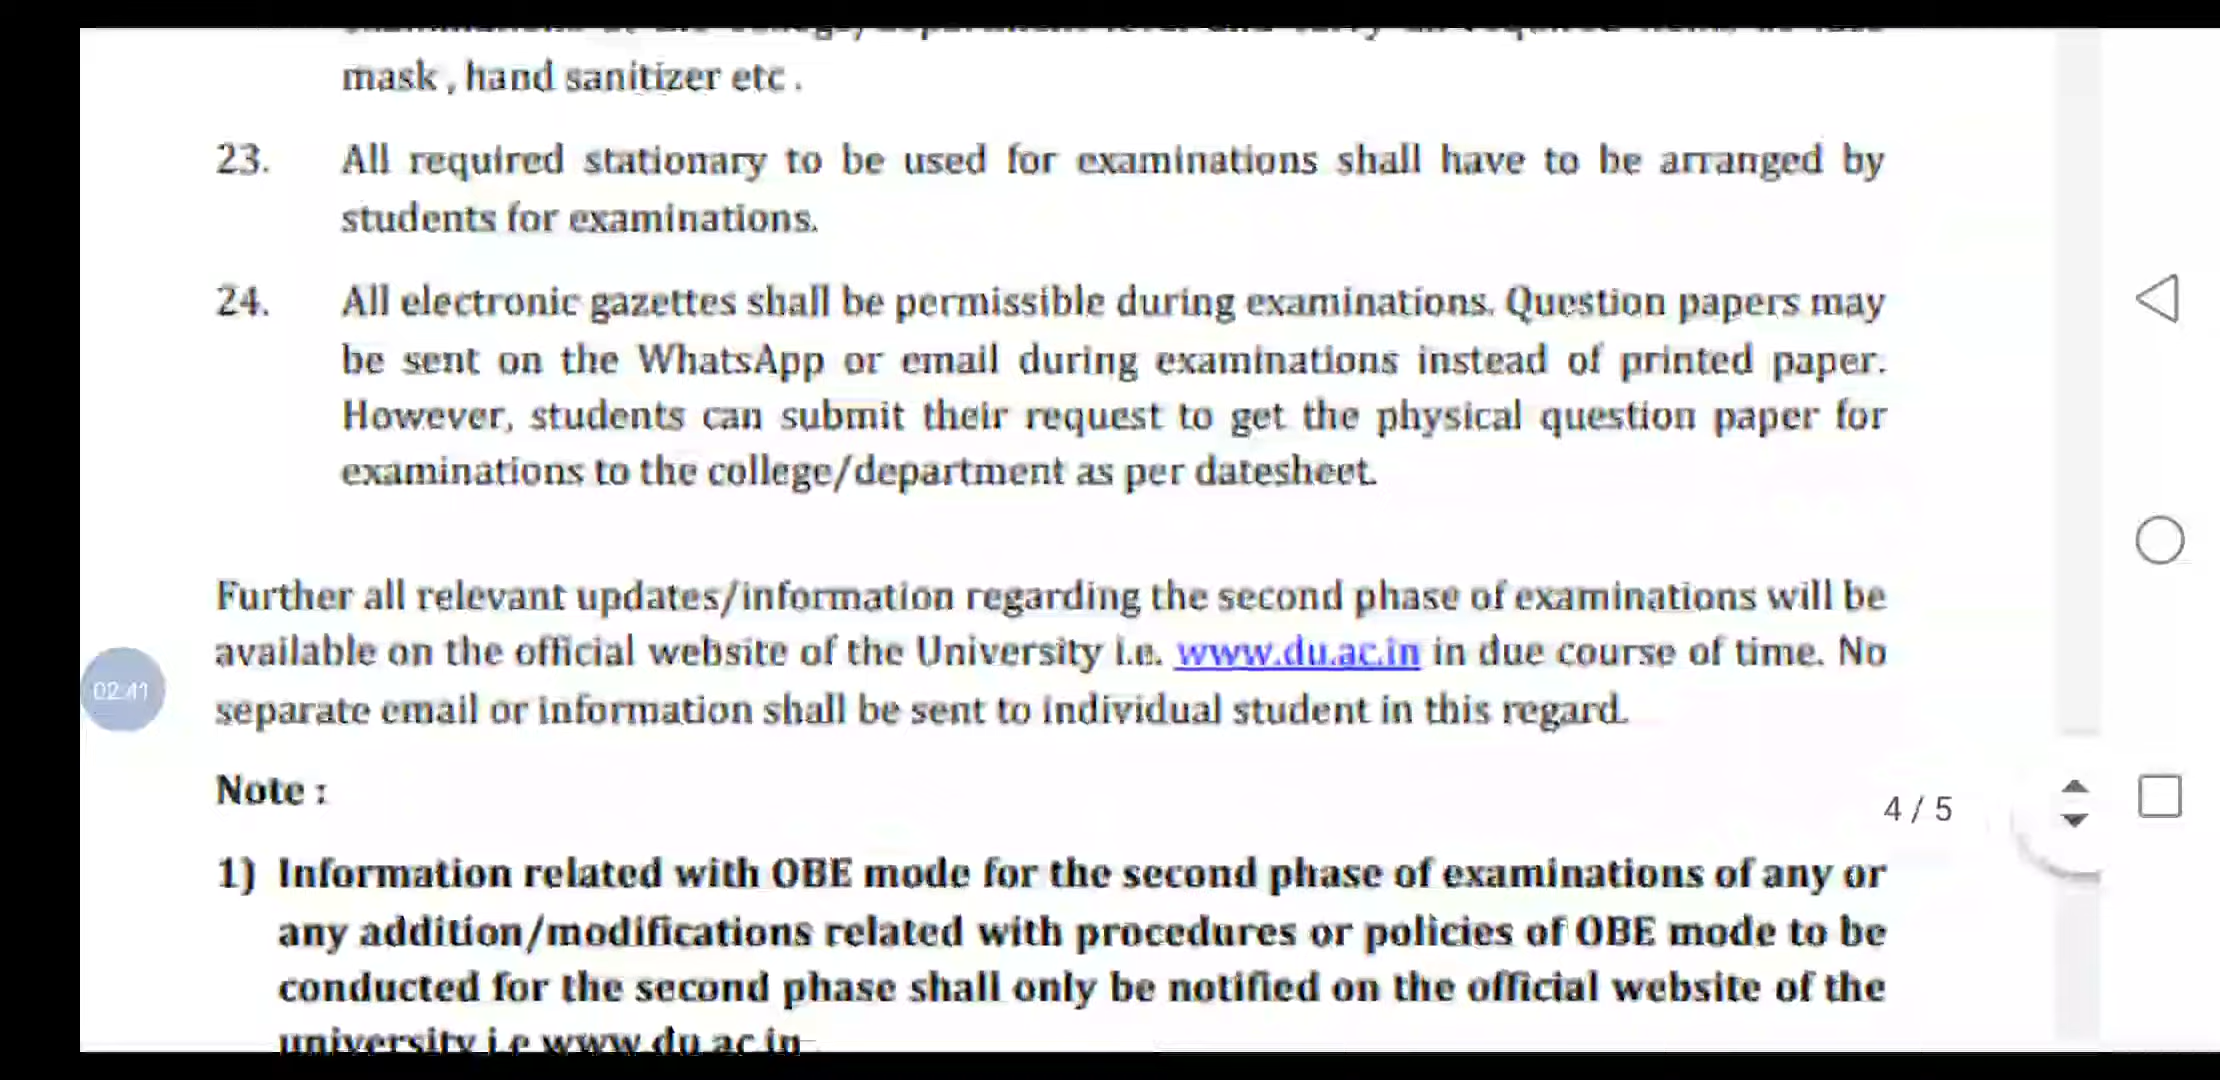 mask , hand sanitizer etc .
23. All required stationary to be used for examinations shall have to be arranged by
students for examinations.
24. All electronic gazettes shall be permissible during examinations. Question papers may
be sent on the WhatsApp or email during examinations instead of printed paper.
However, students can submit their request to get the physical question paper for
examinations to the college/department as per datesheet.
Further all relevant updates/information regarding the second phase of examinations will be
available on the official website of the University i.e. www.du.ac.in in due course of time. No
separate email or information shall be sent to individual student in this regard.
02:41
Note :
4 / 5
1) Information related with OBE mode for the second phase of examinations of any or
any addition/modifications related with procedures or policies of OBE mode to be
conducted for the second phase shall only be notified on the official website of the
university i.e www.du.ac.in